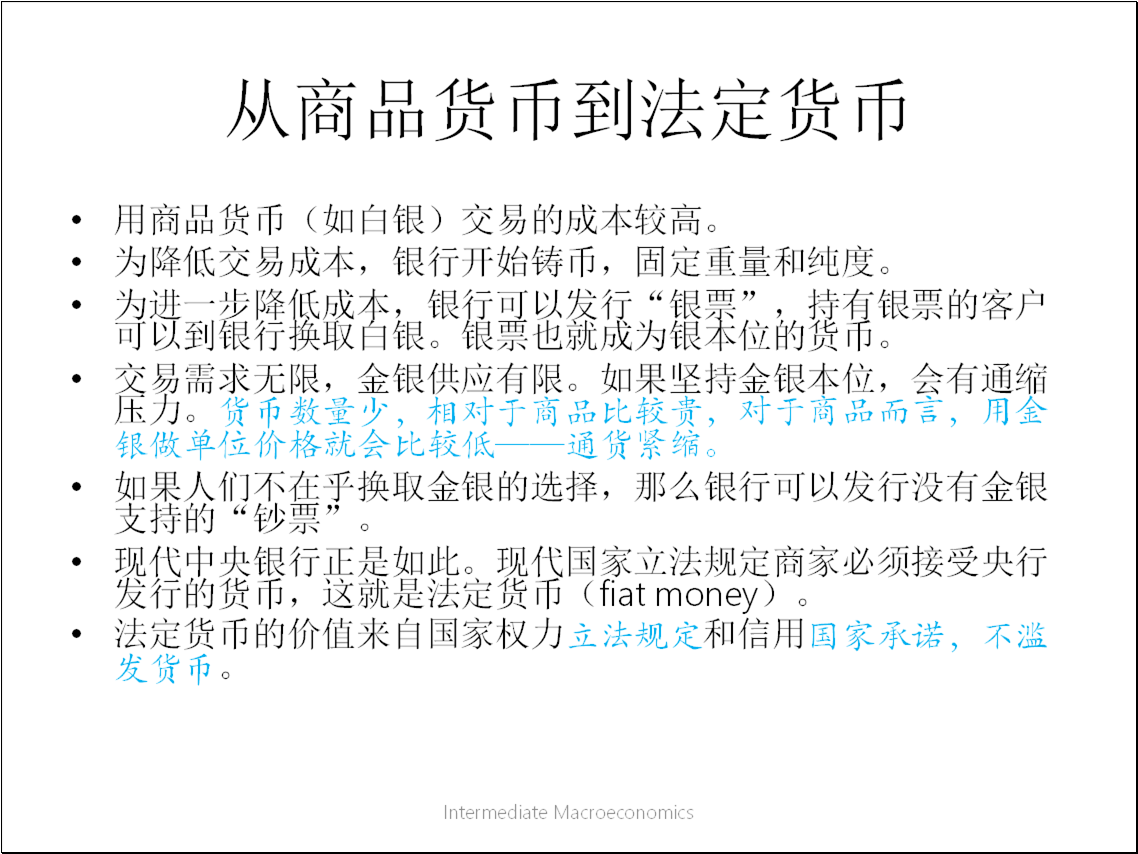 从商品货币到法定货币
• 用商品货币（如白银）交易的成本较高。
• 为降低交易成本，银行开始铸币，固定重量和纯度。
• 为进一步降低成本，银行可以发行“银票”，持有银票的客户
可以到银行换取白银。银票也就成为银本位的货币。
• 交易需求无限，金银供应有限。如果坚持金银本位，会有通缩
压力。货币数量少，相对于商品比较贵，对于商品而言，用金
银做单位价格就会比较低——通货紧缩。
• 如果人们不在乎换取金银的选择，那么银行可以发行没有金银
支持的“钞票”。
• 现代中央银行正是如此。现代国家立法规定商家必须接受央行
发行的货币，这就是法定货币（fiat money）。
• 法定货币的价值来自国家权力立法规定和信用国家承诺，不滥
发货币。
Intermediate Macroeconomics